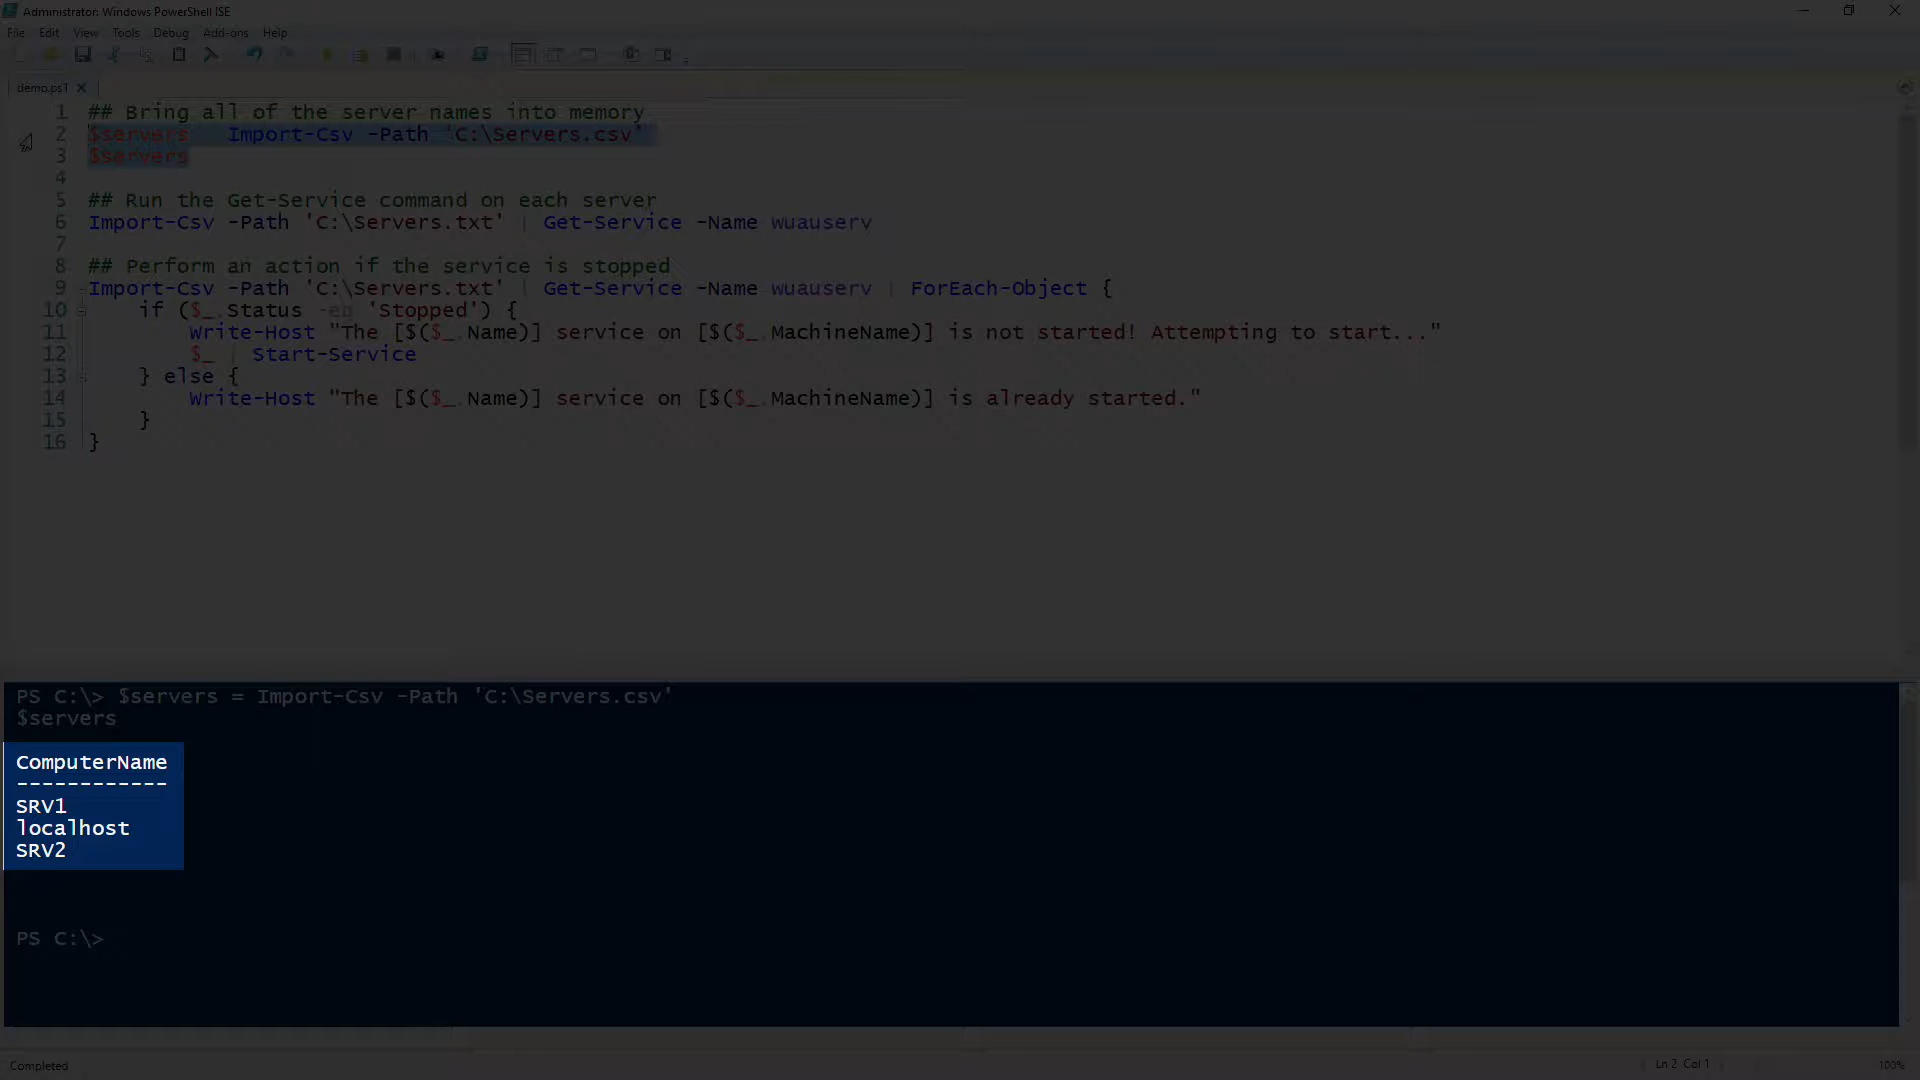 Administrator: Windows PowerShell ISE
File Edit View Tools Debug Add-ons Help
demo.ps1
1 ## Bring all of the server names into memory
2 $servers Import-Csv -Path 'C:\Servers.csv'
3 $servers
4
5 ## Run the Get-Service command on each server
6 Import-Csv -Path 'C:\Servers.txt' | Get-Service -Name wuauserv
7
8 ## Perform an action if the service is stopped
9 Import-Csv -Path 'C:\Servers.txt' | Get-Service -Name wuauserv | ForEach-Object {
10 if ($_.Status -eq 'Stopped') {
11 Write-Host "The [$($_.Name)] service on [$($_.MachineName)] is not started! Attempting to start..."
12 $_ | Start-Service
13 } else {
14 Write-Host "The [$($_.Name)] service on [$($_.MachineName)] is already started."
15 }
16 }
PS C:\> $servers = Import-Csv -Path 'C:\Servers.csv'
$servers
ComputerName
------------
SRV1
localhost
SRV2
PS C:\>
Completed
Ln 2 Col 1
100%